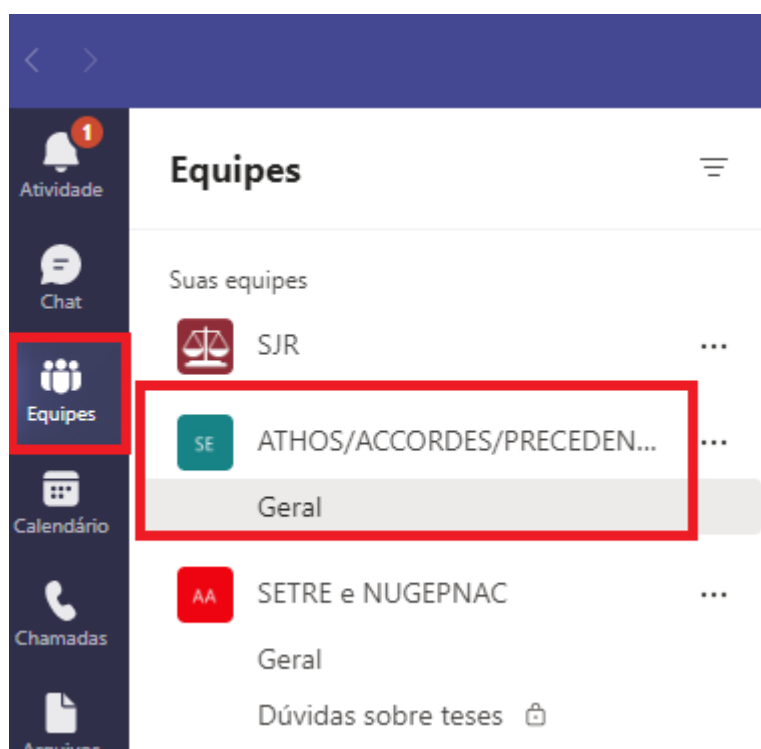 1
Atividade
Equipes
Chat
Suas equipes
SJR
Equipes
SE
ATHOS/ACCORDES/PRECEDEN...
Geral
Calendário
AA
SETRE e NUGEPNAC
Chamadas
Geral
Dúvidas sobre teses